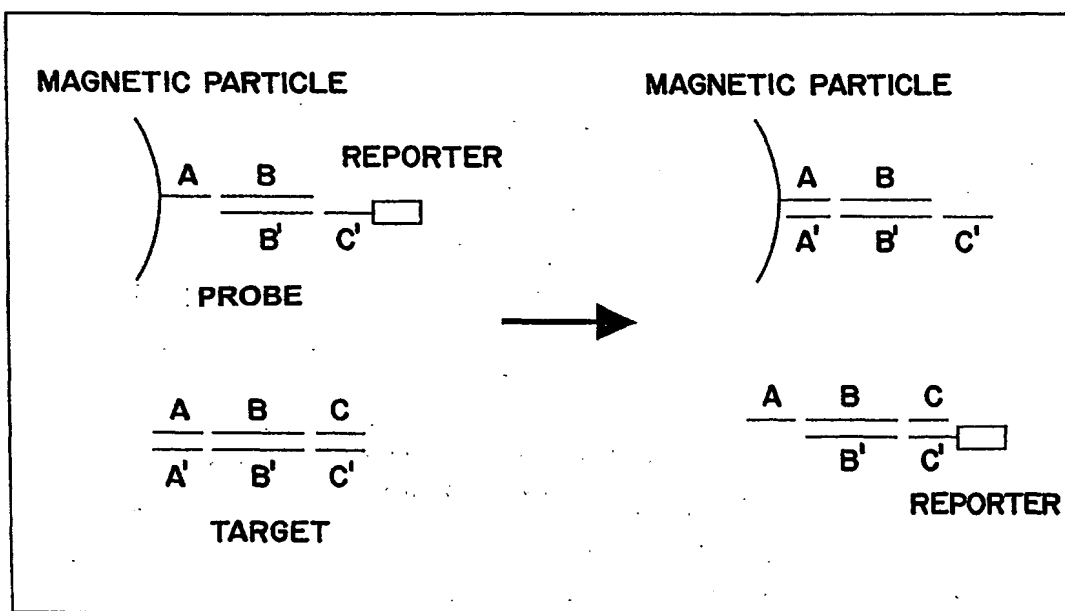 MAGNETIC PARTICLE
A B REPORTER
B' C'
PROBE
A B C
A' B' C'
TARGET
MAGNETIC PARTICLE
A B
A' B' C'
A B C
B' C'
REPORTER